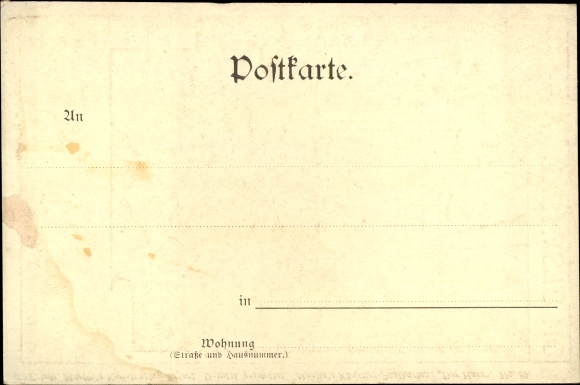 Postkarte.
An
in
Wohnung
(Straße und Hausnummer.)